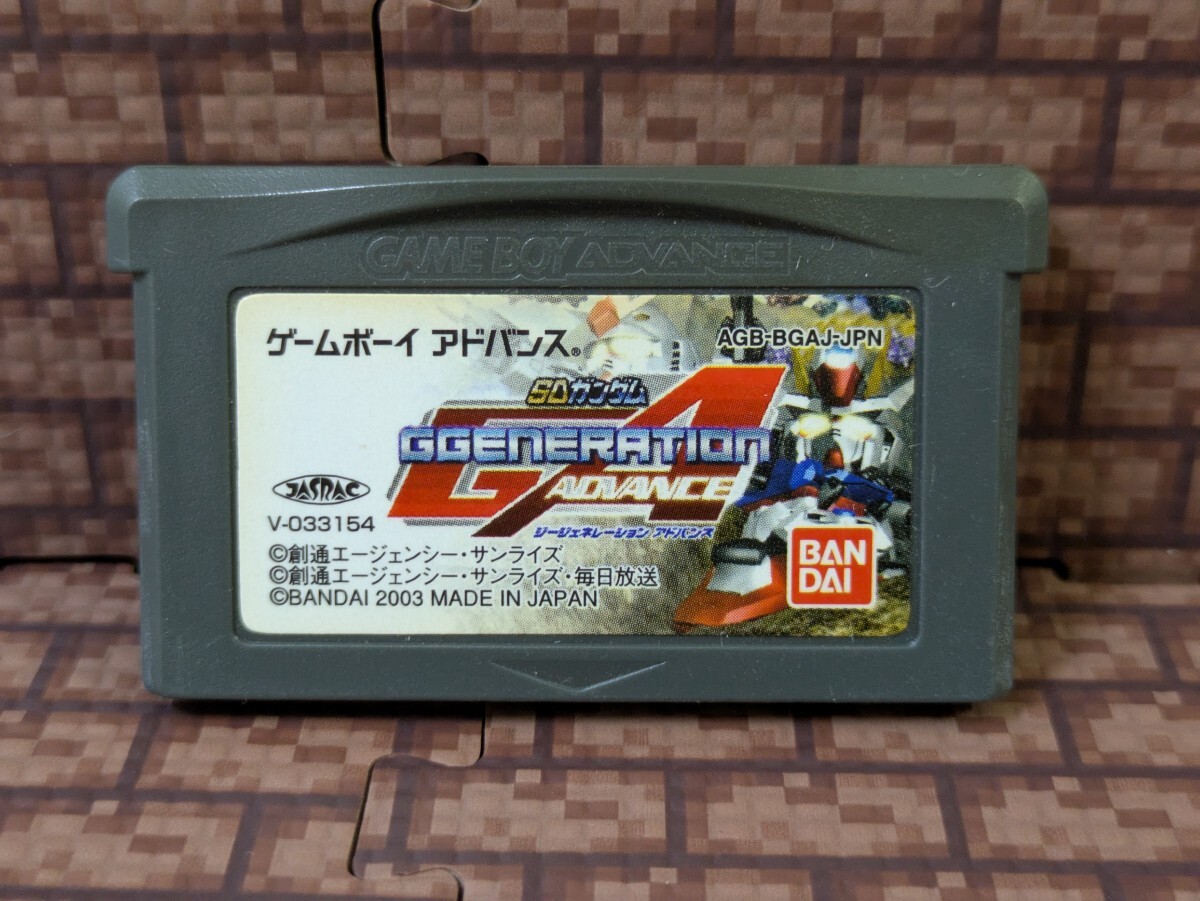 GAME BOY ADVANCE
ゲームボーイ アドバンス®
AGB-BGAJ-JPN
SDガンダム
GGENERATION
ADVANCE
ジージェネレーション アドバンス
JASRAC
V-033154
©創通エージェンシー・サンライズ
©創通エージェンシー・サンライズ・毎日放送
©BANDAI 2003 MADE IN JAPAN
BAN
DAI